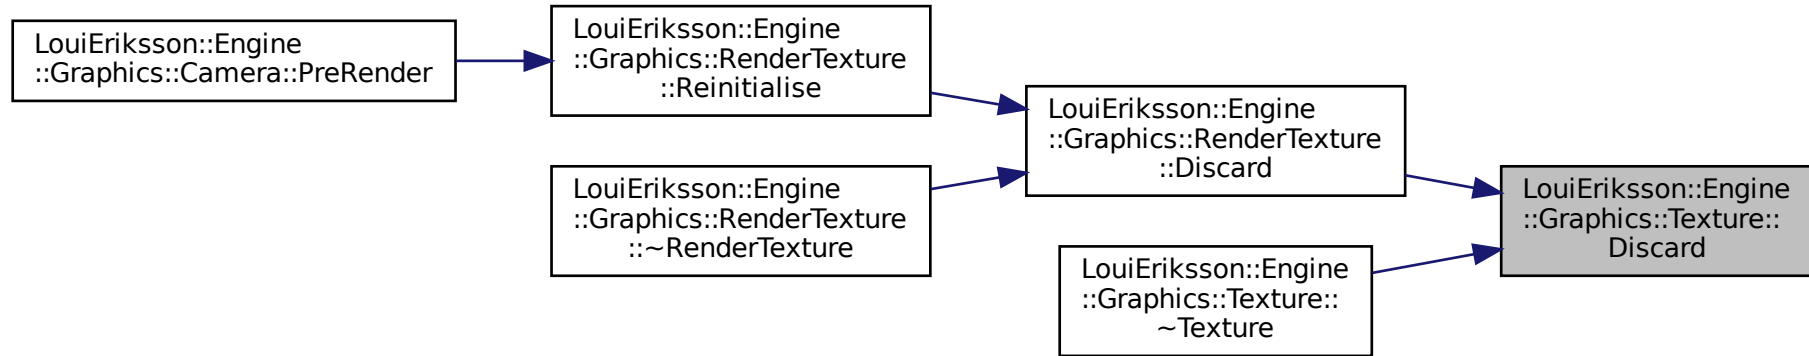 LouiEriksson::Engine
::Graphics::Camera::PreRender
LouiEriksson::Engine
::Graphics::RenderTexture
::Reinitialise
LouiEriksson::Engine
::Graphics::RenderTexture
::~RenderTexture
LouiEriksson::Engine
::Graphics::RenderTexture
::Discard
LouiEriksson::Engine
::Graphics::Texture::
~Texture
LouiEriksson::Engine
::Graphics::Texture::
Discard